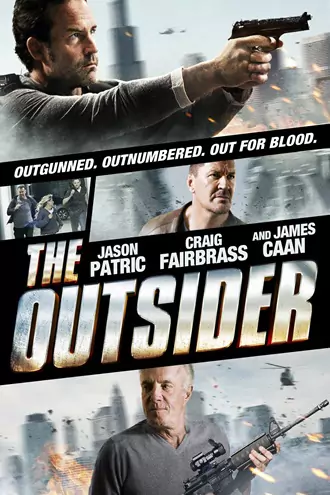 OUTGUNNED. OUTNUMBERED. OUT FOR BLOOD.
JASON PATRIC
CRAIG FAIRBRASS
AND JAMES CAAN
THE
OUTSIDER